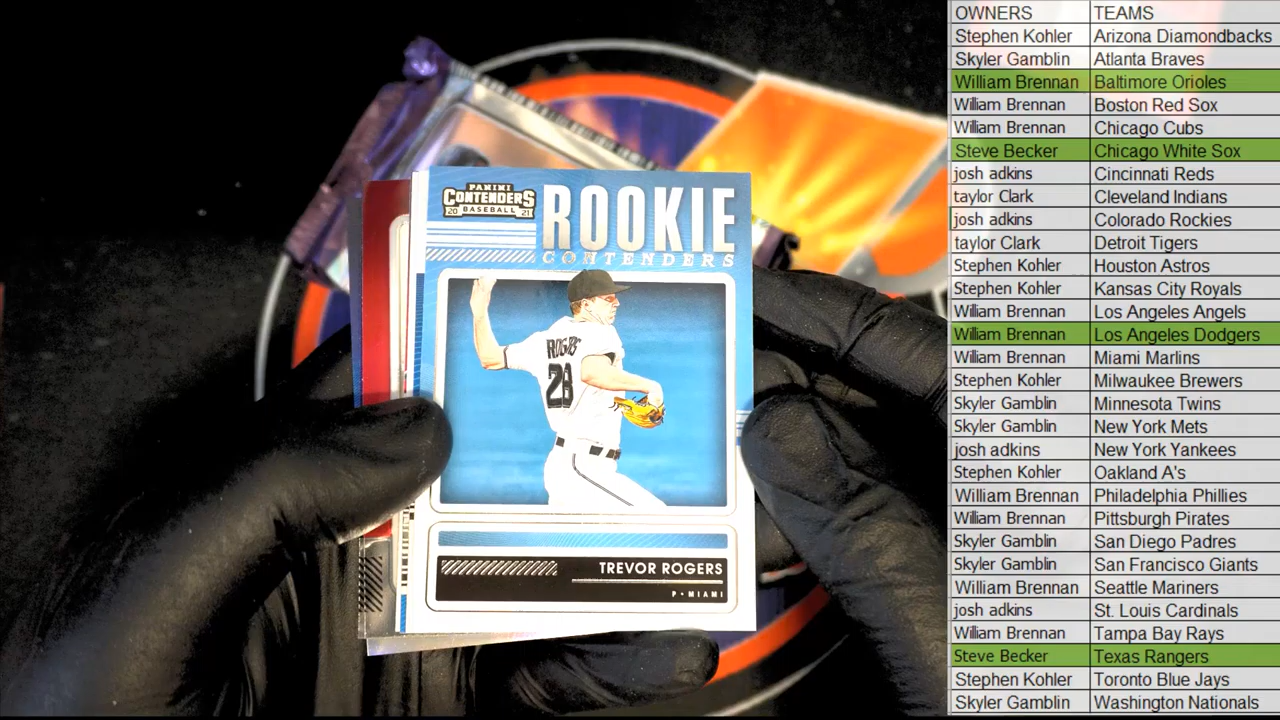 PANINI
CONTENDERS
BASEBALL
20 21
ROOKIE
CONTENDERS
ROGERS
28
TREVOR ROGERS
P • MIAMI
OWNERS TEAMS
Stephen Kohler Arizona Diamondbacks
Skyler Gamblin Atlanta Braves
William Brennan Baltimore Orioles
William Brennan Boston Red Sox
William Brennan Chicago Cubs
Steve Becker Chicago White Sox
josh adkins Cincinnati Reds
taylor Clark Cleveland Indians
josh adkins Colorado Rockies
taylor Clark Detroit Tigers
Stephen Kohler Houston Astros
Stephen Kohler Kansas City Royals
William Brennan Los Angeles Angels
William Brennan Los Angeles Dodgers
William Brennan Miami Marlins
Stephen Kohler Milwaukee Brewers
Skyler Gamblin Minnesota Twins
Skyler Gamblin New York Mets
josh adkins New York Yankees
Stephen Kohler Oakland A's
William Brennan Philadelphia Phillies
William Brennan Pittsburgh Pirates
Skyler Gamblin San Diego Padres
Skyler Gamblin San Francisco Giants
William Brennan Seattle Mariners
josh adkins St. Louis Cardinals
William Brennan Tampa Bay Rays
Steve Becker Texas Rangers
Stephen Kohler Toronto Blue Jays
Skyler Gamblin Washington Nationals